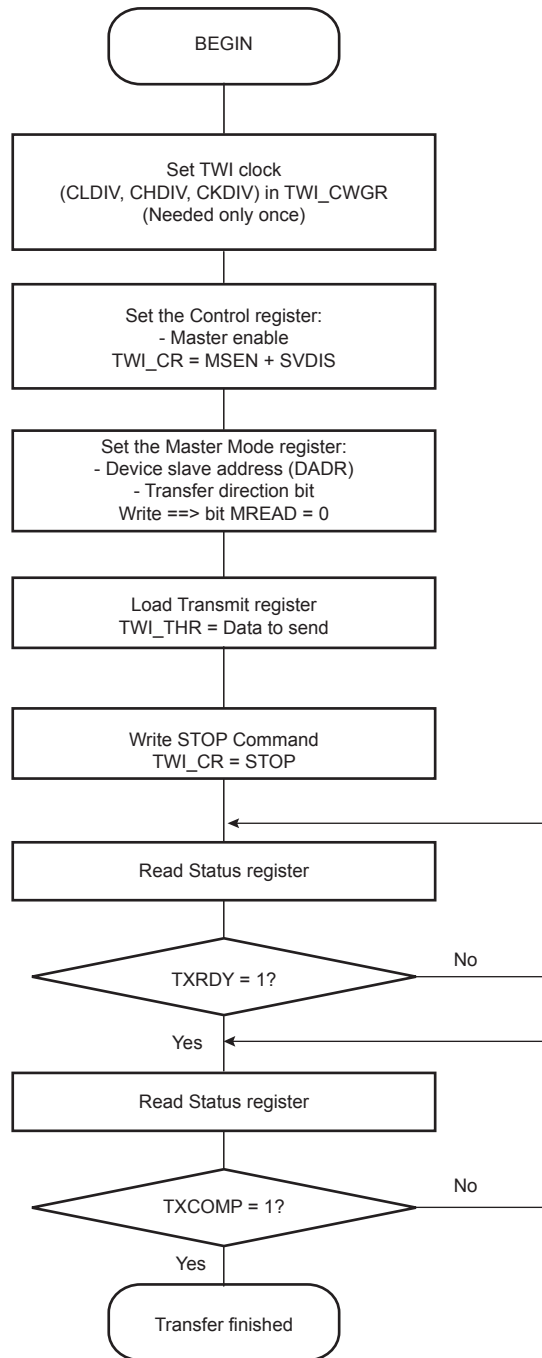 BEGIN
Set TWI clock
(CLDIV, CHDIV, CKDIV) in TWI_CWGR
(Needed only once)
Set the Control register:
- Master enable
TWI_CR = MSEN + SVDIS
Set the Master Mode register:
- Device slave address (DADR)
- Transfer direction bit
Write ==> bit MREAD = 0
Load Transmit register
TWI_THR = Data to send
Write STOP Command
TWI_CR = STOP
Read Status register
TXRDY = 1?
No
Yes
Read Status register
TXCOMP = 1?
No
Yes
Transfer finished